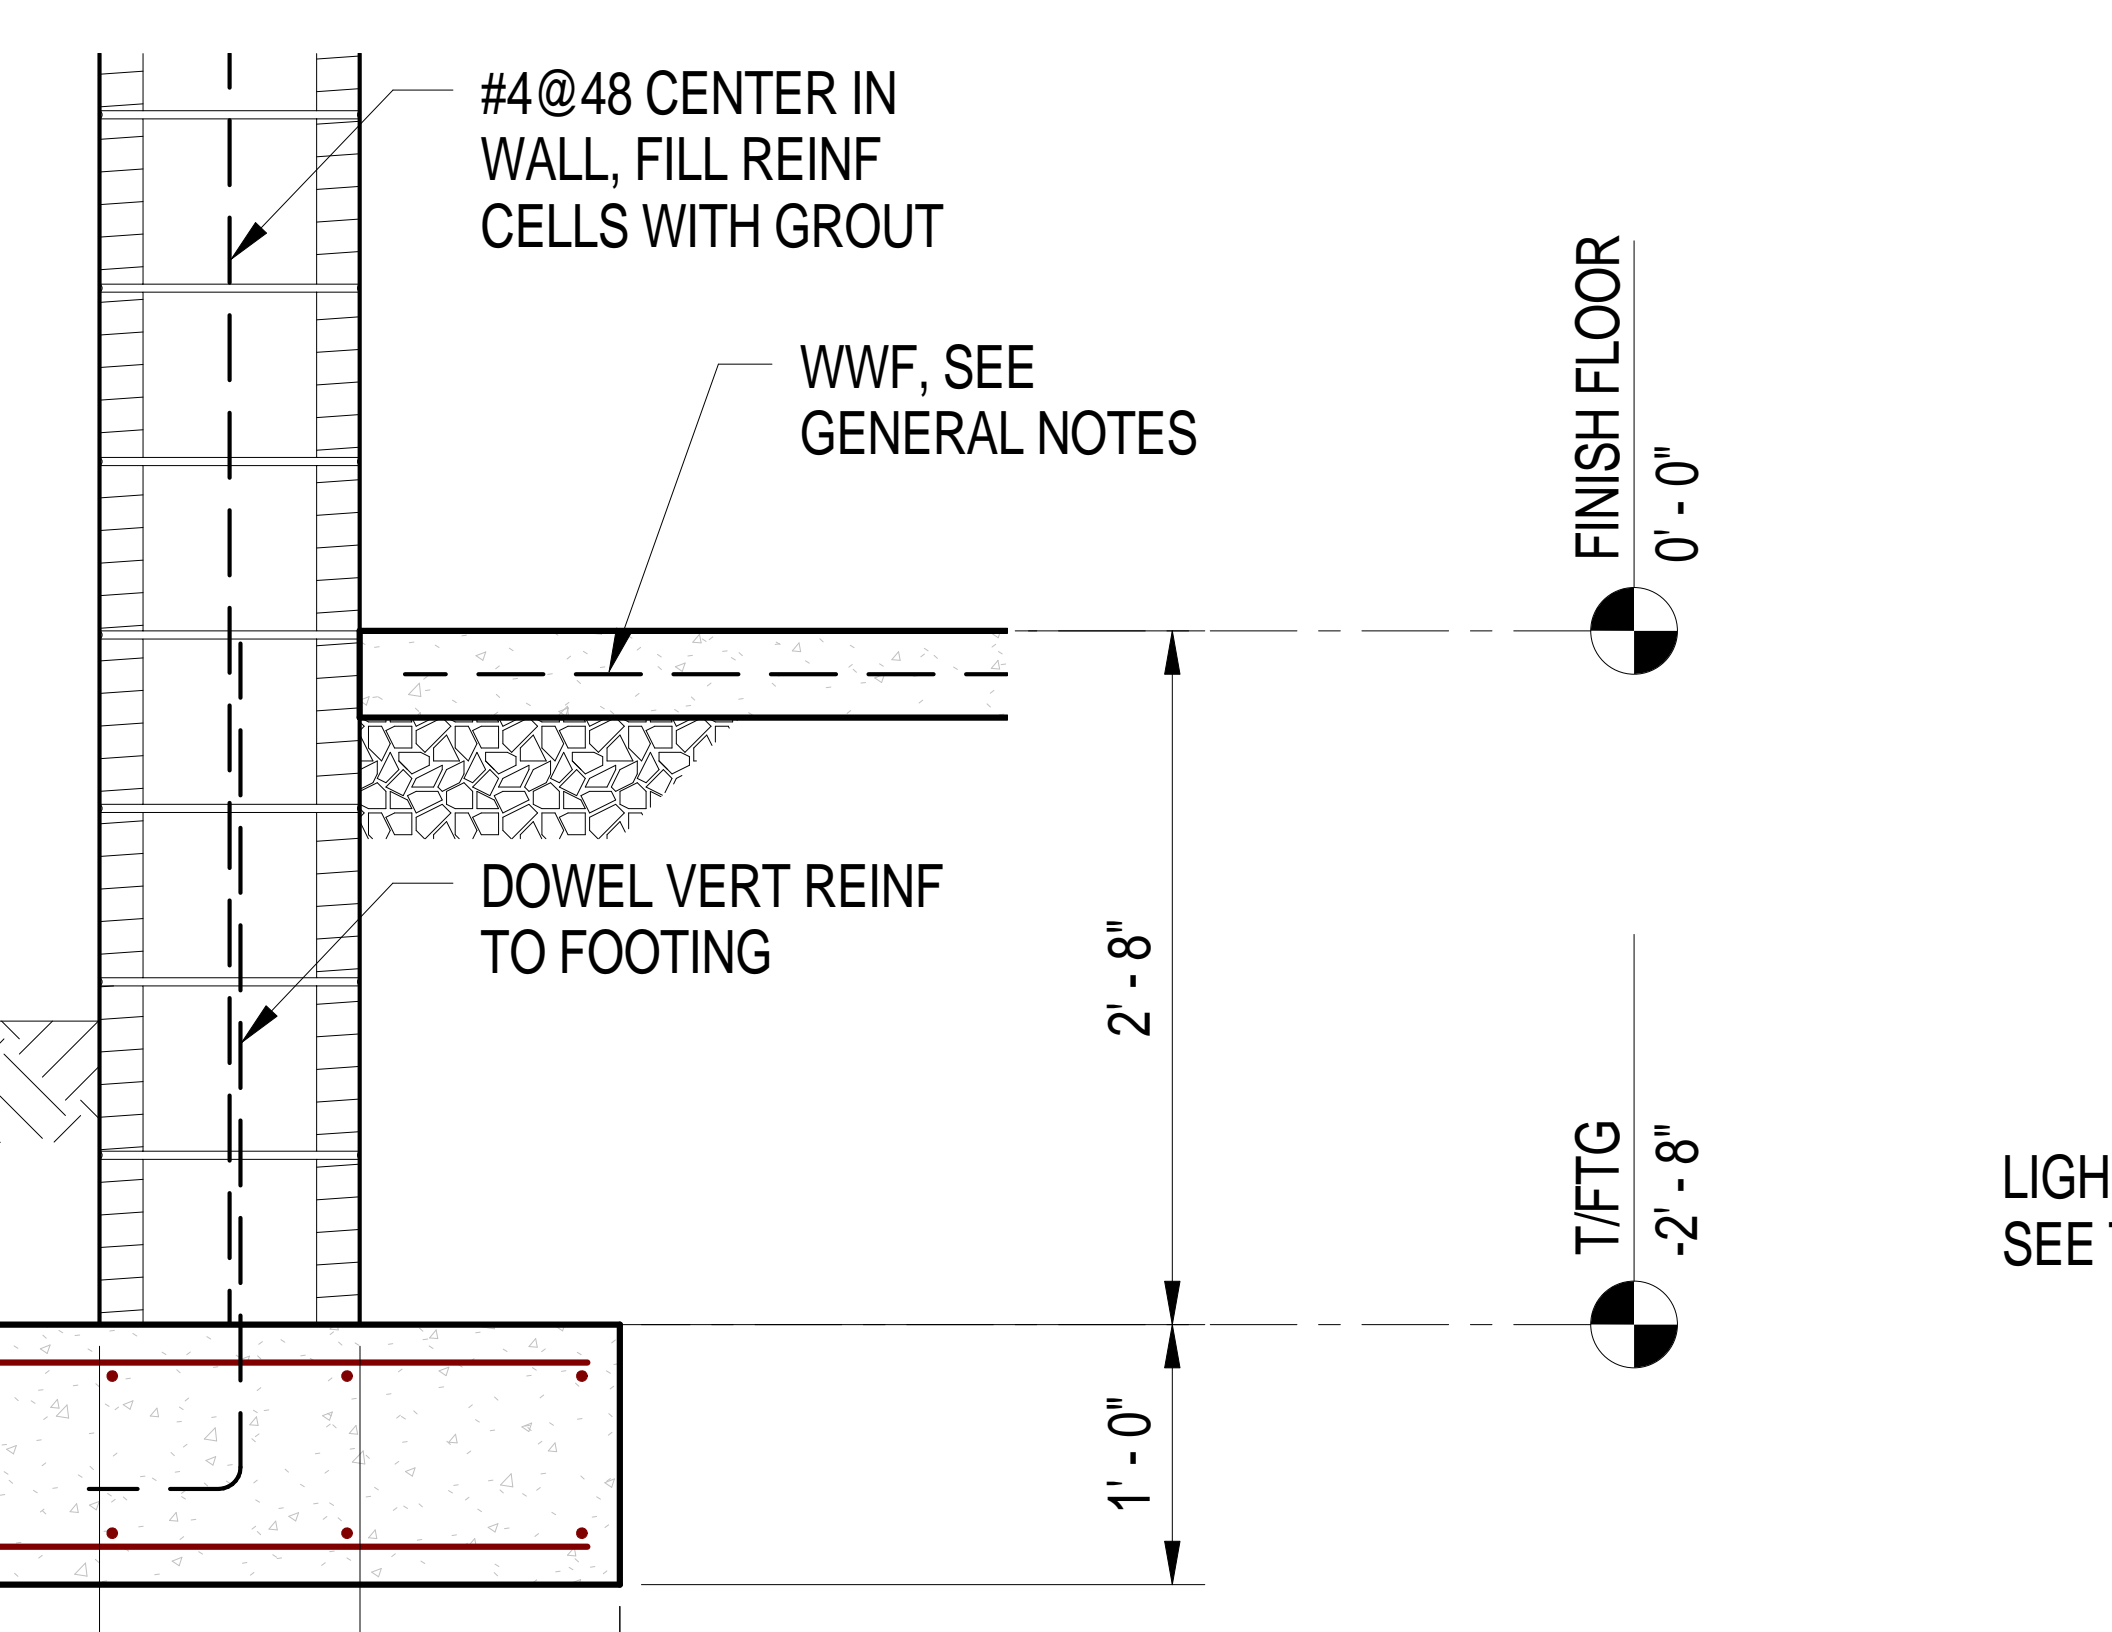 #4@48 CENTER IN
WALL, FILL REINF
CELLS WITH GROUT
WWF, SEE
GENERAL NOTES
FINISH FLOOR
0' - 0"
DOWEL VERT REINF
TO FOOTING
2' - 8"
T/FTG
-2' - 8"
SEE
1' - 0"